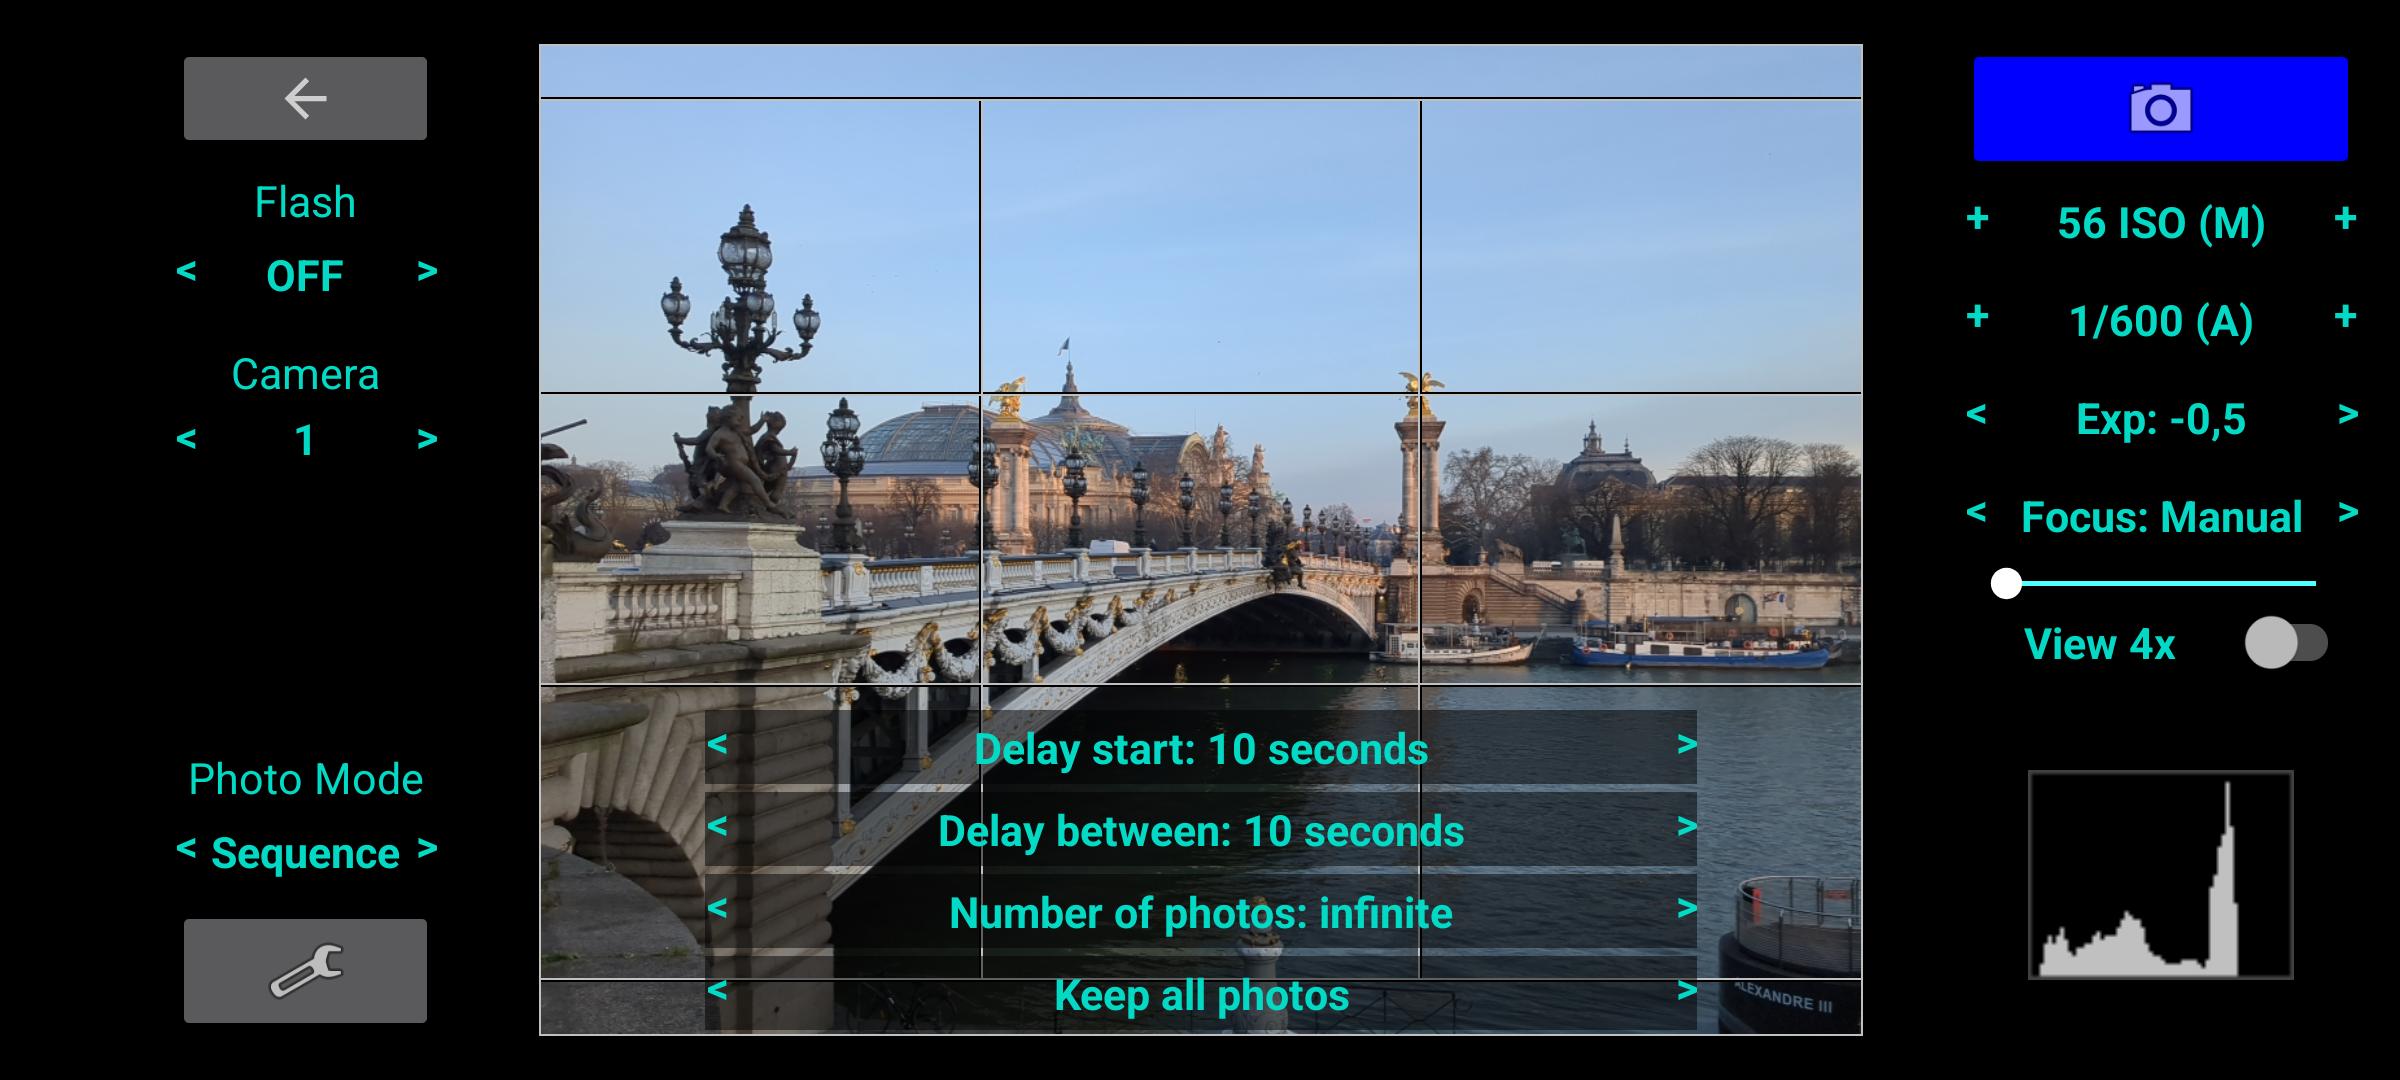 Flash
< OFF >
Camera
< 1 >
Photo Mode
< Sequence >
+ 56 ISO (M) +
+ 1/600 (A) +
< Exp: -0,5 >
< Focus: Manual >
View 4x
< Delay start: 10 seconds >
< Delay between: 10 seconds >
< Number of photos: infinite >
< Keep all photos >
ALEXANDRE III